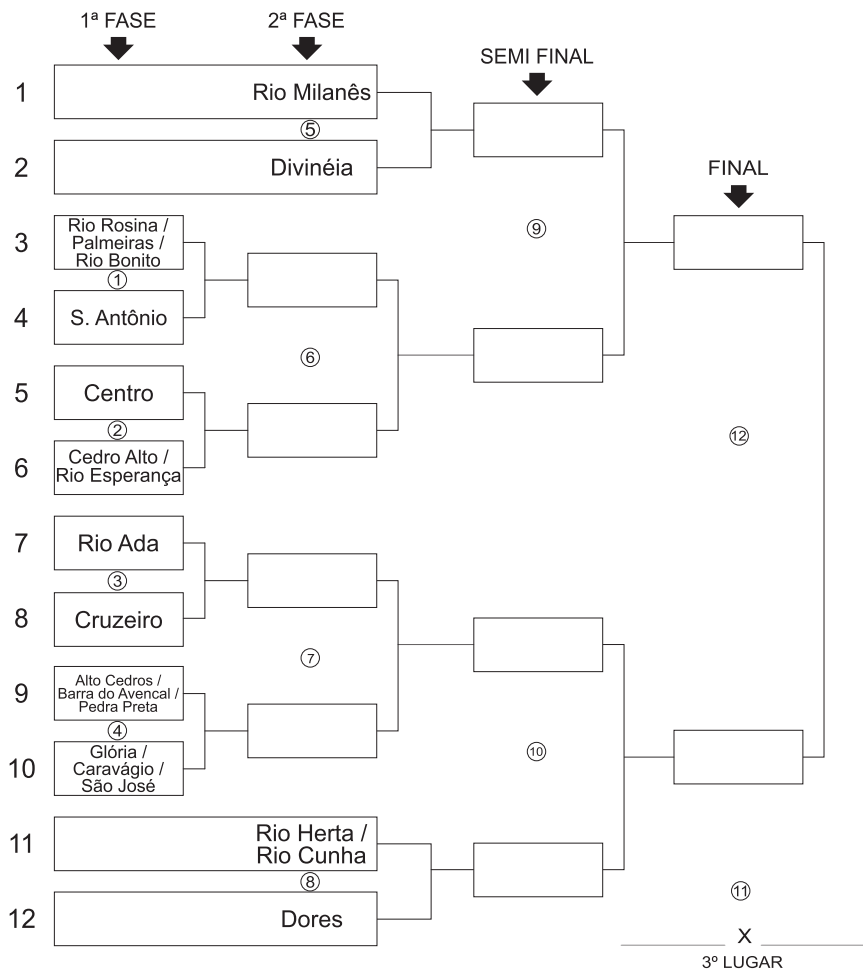 1ª FASE
2ª FASE
SEMI FINAL
1
Rio Milanês
⑤
2
Divinéia
FINAL
3
Rio Rosina /
Palmeiras /
Rio Bonito
①
⑨
4
S. Antônio
⑥
5
Centro
②
⑫
6
Cedro Alto /
Rio Esperança
7
Rio Ada
③
8
Cruzeiro
⑦
9
Alto Cedros /
Barra do Avencal /
Pedra Preta
④
⑩
10
Glória /
Caravágio /
São José
11
Rio Herta /
Rio Cunha
⑧
⑪
12
Dores
X
3º LUGAR